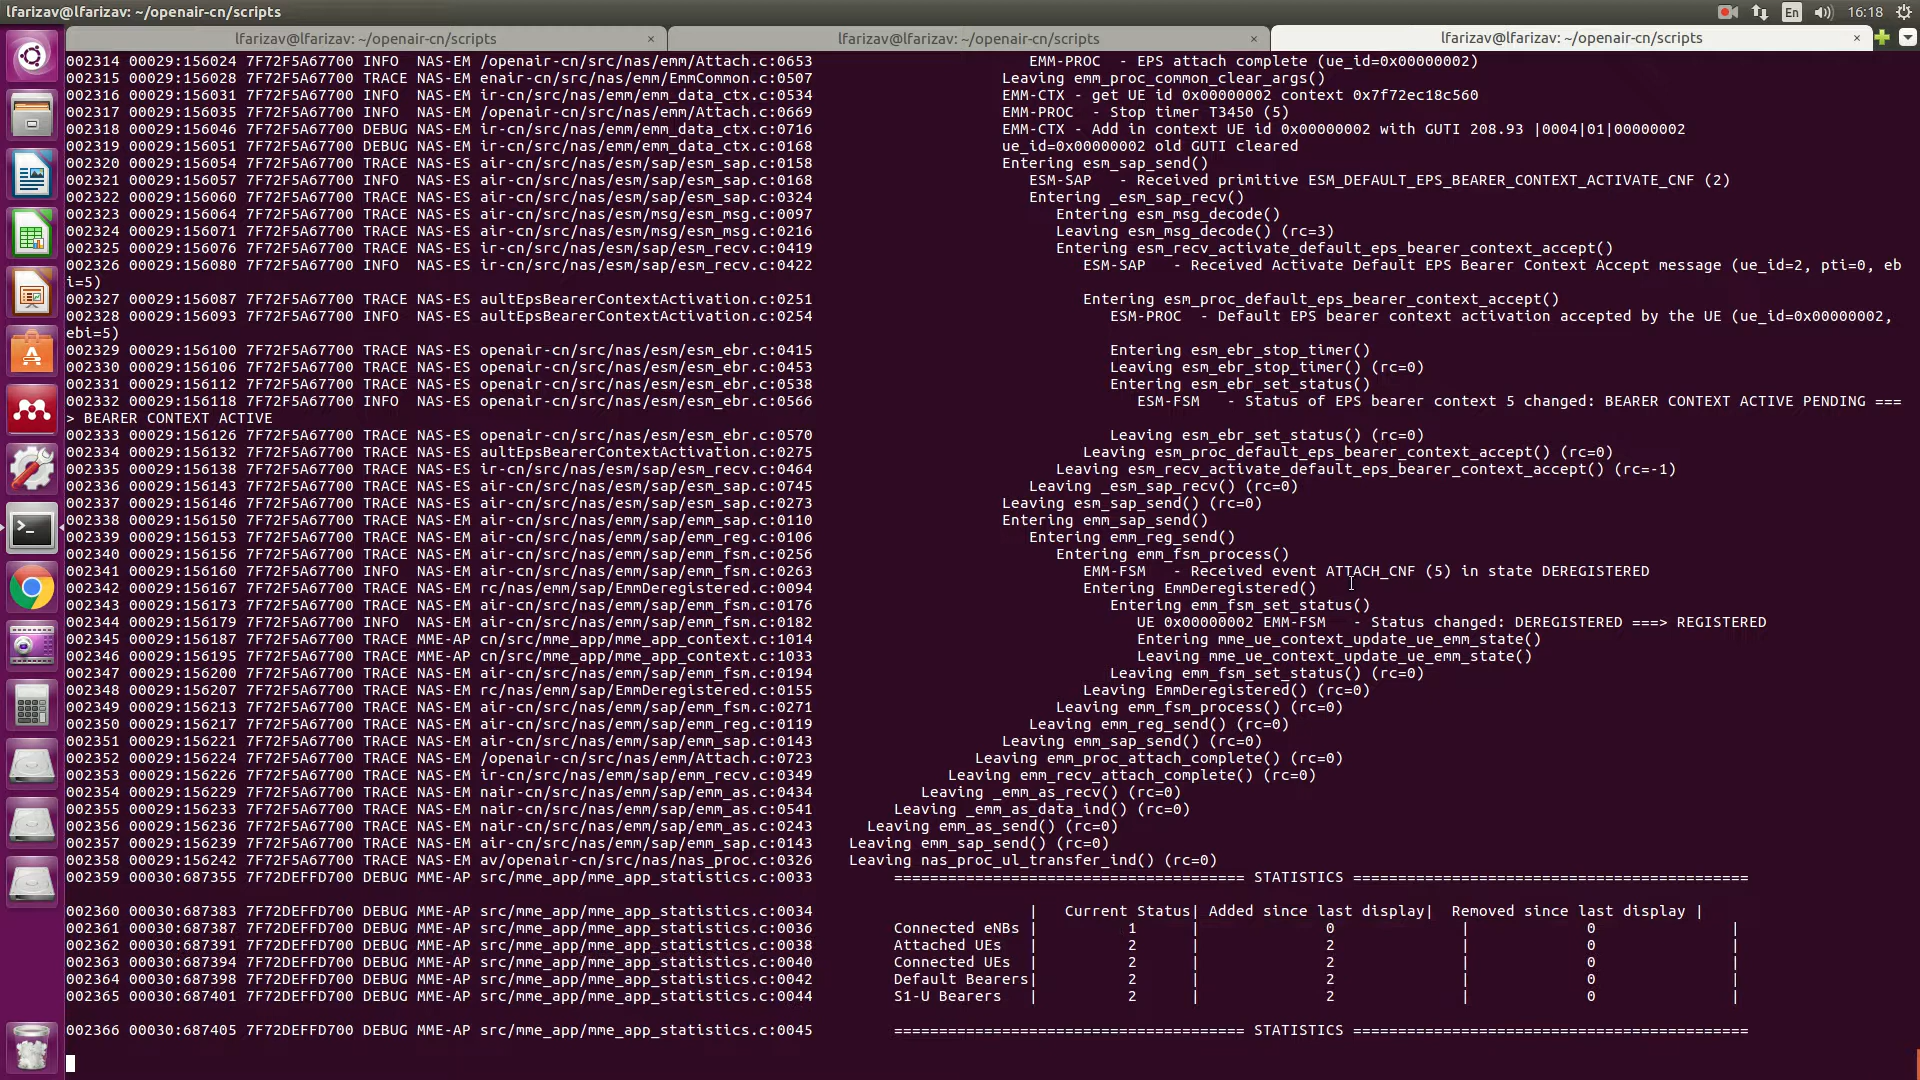 lfarizav@lfarizav: ~/openair-cn/scripts
En
16:18
lfarizav@lfarizav: ~/openair-cn/scripts × lfarizav@lfarizav: ~/openair-cn/scripts × lfarizav@lfarizav: ~/openair-cn/scripts ×
002314 00029:156024 7F72F5A67700 INFO  NAS-EM /openair-cn/src/nas/emm/Attach.c:0653 EMM-PROC  - EPS attach complete (ue_id=0x00000002)
002315 00029:156028 7F72F5A67700 TRACE NAS-EM enair-cn/src/nas/emm/EmmCommon.c:0507 Leaving emm_proc_common_clear_args()
002316 00029:156031 7F72F5A67700 INFO  NAS-EM ir-cn/src/nas/emm/emm_data_ctx.c:0534 EMM-CTX - get UE id 0x00000002 context 0x7f72ec18c560
002317 00029:156035 7F72F5A67700 INFO  NAS-EM /openair-cn/src/nas/emm/Attach.c:0669 EMM-PROC  - Stop timer T3450 (5)
002318 00029:156046 7F72F5A67700 DEBUG NAS-EM ir-cn/src/nas/emm/emm_data_ctx.c:0716 EMM-CTX - Add in context UE id 0x00000002 with GUTI 208.93 |0004|01|00000002
002319 00029:156051 7F72F5A67700 DEBUG NAS-EM ir-cn/src/nas/emm/emm_data_ctx.c:0168 ue_id=0x00000002 old GUTI cleared
002320 00029:156054 7F72F5A67700 TRACE NAS-ES air-cn/src/nas/esm/sap/esm_sap.c:0158 Entering esm_sap_send()
002321 00029:156057 7F72F5A67700 INFO  NAS-ES air-cn/src/nas/esm/sap/esm_sap.c:0168 ESM-SAP   - Received primitive ESM_DEFAULT_EPS_BEARER_CONTEXT_ACTIVATE_CNF (2)
002322 00029:156060 7F72F5A67700 TRACE NAS-ES air-cn/src/nas/esm/sap/esm_sap.c:0324 Entering _esm_sap_recv()
002323 00029:156064 7F72F5A67700 TRACE NAS-ES air-cn/src/nas/esm/msg/esm_msg.c:0097 Entering esm_msg_decode()
002324 00029:156071 7F72F5A67700 TRACE NAS-ES air-cn/src/nas/esm/msg/esm_msg.c:0216 Leaving esm_msg_decode() (rc=3)
002325 00029:156076 7F72F5A67700 TRACE NAS-ES ir-cn/src/nas/esm/sap/esm_recv.c:0419 Entering esm_recv_activate_default_eps_bearer_context_accept()
002326 00029:156080 7F72F5A67700 INFO  NAS-ES ir-cn/src/nas/esm/sap/esm_recv.c:0422 ESM-SAP   - Received Activate Default EPS Bearer Context Accept message (ue_id=2, pti=0, eb
i=5)
002327 00029:156087 7F72F5A67700 TRACE NAS-ES aultEpsBearerContextActivation.c:0251 Entering esm_proc_default_eps_bearer_context_accept()
002328 00029:156093 7F72F5A67700 INFO  NAS-ES aultEpsBearerContextActivation.c:0254 ESM-PROC  - Default EPS bearer context activation accepted by the UE (ue_id=0x00000002,
ebi=5)
002329 00029:156100 7F72F5A67700 TRACE NAS-ES openair-cn/src/nas/esm/esm_ebr.c:0415 Entering esm_ebr_stop_timer()
002330 00029:156106 7F72F5A67700 TRACE NAS-ES openair-cn/src/nas/esm/esm_ebr.c:0453 Leaving esm_ebr_stop_timer() (rc=0)
002331 00029:156112 7F72F5A67700 TRACE NAS-ES openair-cn/src/nas/esm/esm_ebr.c:0538 Entering esm_ebr_set_status()
002332 00029:156118 7F72F5A67700 INFO  NAS-ES openair-cn/src/nas/esm/esm_ebr.c:0566 ESM-FSM   - Status of EPS bearer context 5 changed: BEARER CONTEXT ACTIVE PENDING ===
> BEARER CONTEXT ACTIVE
002333 00029:156126 7F72F5A67700 TRACE NAS-ES openair-cn/src/nas/esm/esm_ebr.c:0570 Leaving esm_ebr_set_status() (rc=0)
002334 00029:156132 7F72F5A67700 TRACE NAS-ES aultEpsBearerContextActivation.c:0275 Leaving esm_proc_default_eps_bearer_context_accept() (rc=0)
002335 00029:156138 7F72F5A67700 TRACE NAS-ES ir-cn/src/nas/esm/sap/esm_recv.c:0464 Leaving esm_recv_activate_default_eps_bearer_context_accept() (rc=-1)
002336 00029:156143 7F72F5A67700 TRACE NAS-ES air-cn/src/nas/esm/sap/esm_sap.c:0745 Leaving _esm_sap_recv() (rc=0)
002337 00029:156146 7F72F5A67700 TRACE NAS-ES air-cn/src/nas/esm/sap/esm_sap.c:0273 Leaving esm_sap_send() (rc=0)
002338 00029:156150 7F72F5A67700 TRACE NAS-EM air-cn/src/nas/emm/sap/emm_sap.c:0110 Entering emm_sap_send()
002339 00029:156153 7F72F5A67700 TRACE NAS-EM air-cn/src/nas/emm/sap/emm_reg.c:0106 Entering emm_reg_send()
002340 00029:156156 7F72F5A67700 TRACE NAS-EM air-cn/src/nas/emm/sap/emm_fsm.c:0256 Entering emm_fsm_process()
002341 00029:156160 7F72F5A67700 INFO  NAS-EM air-cn/src/nas/emm/sap/emm_fsm.c:0263 EMM-FSM   - Received event ATTACH_CNF (5) in state DEREGISTERED
002342 00029:156167 7F72F5A67700 TRACE NAS-EM rc/nas/emm/sap/EmmDeregistered.c:0094 Entering EmmDeregistered()
002343 00029:156173 7F72F5A67700 TRACE NAS-EM air-cn/src/nas/emm/sap/emm_fsm.c:0176 Entering emm_fsm_set_status()
002344 00029:156179 7F72F5A67700 INFO  NAS-EM air-cn/src/nas/emm/sap/emm_fsm.c:0182 UE 0x00000002 EMM-FSM   - Status changed: DEREGISTERED ===> REGISTERED
002345 00029:156187 7F72F5A67700 TRACE MME-AP cn/src/mme_app/mme_app_context.c:1014 Entering mme_ue_context_update_ue_emm_state()
002346 00029:156195 7F72F5A67700 TRACE MME-AP cn/src/mme_app/mme_app_context.c:1033 Leaving mme_ue_context_update_ue_emm_state()
002347 00029:156200 7F72F5A67700 TRACE NAS-EM air-cn/src/nas/emm/sap/emm_fsm.c:0194 Leaving emm_fsm_set_status() (rc=0)
002348 00029:156207 7F72F5A67700 TRACE NAS-EM rc/nas/emm/sap/EmmDeregistered.c:0155 Leaving EmmDeregistered() (rc=0)
002349 00029:156213 7F72F5A67700 TRACE NAS-EM air-cn/src/nas/emm/sap/emm_fsm.c:0271 Leaving emm_fsm_process() (rc=0)
002350 00029:156217 7F72F5A67700 TRACE NAS-EM air-cn/src/nas/emm/sap/emm_reg.c:0119 Leaving emm_reg_send() (rc=0)
002351 00029:156221 7F72F5A67700 TRACE NAS-EM air-cn/src/nas/emm/sap/emm_sap.c:0143 Leaving emm_sap_send() (rc=0)
002352 00029:156224 7F72F5A67700 TRACE NAS-EM /openair-cn/src/nas/emm/Attach.c:0723 Leaving emm_proc_attach_complete() (rc=0)
002353 00029:156226 7F72F5A67700 TRACE NAS-EM ir-cn/src/nas/emm/sap/emm_recv.c:0349 Leaving emm_recv_attach_complete() (rc=0)
002354 00029:156229 7F72F5A67700 TRACE NAS-EM nair-cn/src/nas/emm/sap/emm_as.c:0434 Leaving _emm_as_recv() (rc=0)
002355 00029:156233 7F72F5A67700 TRACE NAS-EM nair-cn/src/nas/emm/sap/emm_as.c:0541 Leaving _emm_as_data_ind() (rc=0)
002356 00029:156236 7F72F5A67700 TRACE NAS-EM nair-cn/src/nas/emm/sap/emm_as.c:0243 Leaving emm_as_send() (rc=0)
002357 00029:156239 7F72F5A67700 TRACE NAS-EM air-cn/src/nas/emm/sap/emm_sap.c:0143 Leaving emm_sap_send() (rc=0)
002358 00029:156242 7F72F5A67700 TRACE NAS-EM av/openair-cn/src/nas/nas_proc.c:0326 Leaving nas_proc_ul_transfer_ind() (rc=0)
002359 00030:687355 7F72DEFFD700 DEBUG MME-AP src/mme_app/mme_app_statistics.c:0033 ======================================= STATISTICS ============================================
002360 00030:687383 7F72DEFFD700 DEBUG MME-AP src/mme_app/mme_app_statistics.c:0034 |   Current Status| Added since last display|  Removed since last display |
002361 00030:687387 7F72DEFFD700 DEBUG MME-AP src/mme_app/mme_app_statistics.c:0036 Connected eNBs | 1 | 0 | 0 |
002362 00030:687391 7F72DEFFD700 DEBUG MME-AP src/mme_app/mme_app_statistics.c:0038 Attached UEs | 2 | 2 | 0 |
002363 00030:687394 7F72DEFFD700 DEBUG MME-AP src/mme_app/mme_app_statistics.c:0040 Connected UEs | 2 | 2 | 0 |
002364 00030:687398 7F72DEFFD700 DEBUG MME-AP src/mme_app/mme_app_statistics.c:0042 Default Bearers| 2 | 2 | 0 |
002365 00030:687401 7F72DEFFD700 DEBUG MME-AP src/mme_app/mme_app_statistics.c:0044 S1-U Bearers | 2 | 2 | 0 |
002366 00030:687405 7F72DEFFD700 DEBUG MME-AP src/mme_app/mme_app_statistics.c:0045 ======================================= STATISTICS ============================================